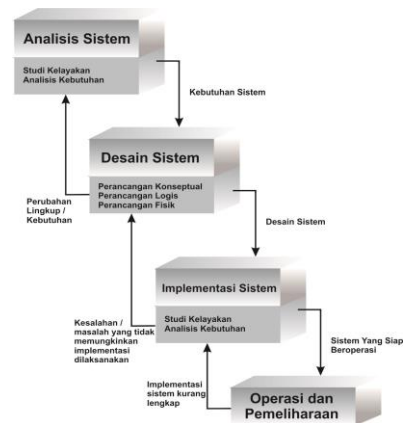 Analisis Sistem
Studi Kelayakan
Analisis Kebutuhan
Kebutuhan Sistem
Desain Sistem
Perancangan Konseptual
Perancangan Logis
Perancangan Fisik
Perubahan
Lingkup /
Kebutuhan
Desain Sistem
Implementasi Sistem
Studi Kelayakan
Analisis Kebutuhan
Kesalahan /
masalah yang tidak
memungkinkan
implementasi
dilaksanakan
Sistem Yang Siap
Beroperasi
Implementasi
sistem kurang
lengkap
Operasi dan
Pemeliharaan